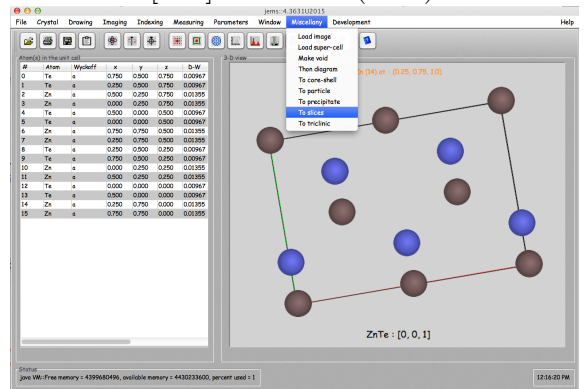 jems::4.3631U2015
File Crystal Drawing Imaging Indexing Measuring Parameters Window Miscellany Development Help
Load image
Load super-cell
Make void
Thon diagram
To core-shell
To particle
To precipitate
To slices
To triclinic
Atom(s) in the unit cell
# Atom Wyckoff x y z D-W
0 Te a 0.750 0.500 0.750 0.00967
1 Te a 0.250 0.500 0.250 0.00967
2 Zn a 0.500 0.250 0.500 0.01355
3 Zn a 0.000 0.250 0.000 0.01355
4 Te a 0.500 0.000 0.500 0.00967
5 Te a 0.000 0.000 0.500 0.00967
6 Zn a 0.750 0.750 0.500 0.01355
7 Zn a 0.250 0.750 0.500 0.01355
8 Te a 0.250 0.500 0.250 0.00967
9 Te a 0.750 0.500 0.250 0.00967
10 Zn a 0.000 0.250 0.250 0.01355
11 Zn a 0.500 0.250 0.250 0.01355
12 Te a 0.000 0.000 0.000 0.00967
13 Te a 0.500 0.000 0.000 0.00967
14 Zn a 0.250 0.750 0.000 0.01355
15 Zn a 0.750 0.750 0.000 0.01355
3-D view
(14) at : (0.25, 0.75, 1.0)
ZnTe : [0, 0, 1]
Status
java VM::Free memory = 4399680496, available memory = 4430233600, percent used = 1
12:16:20 PM